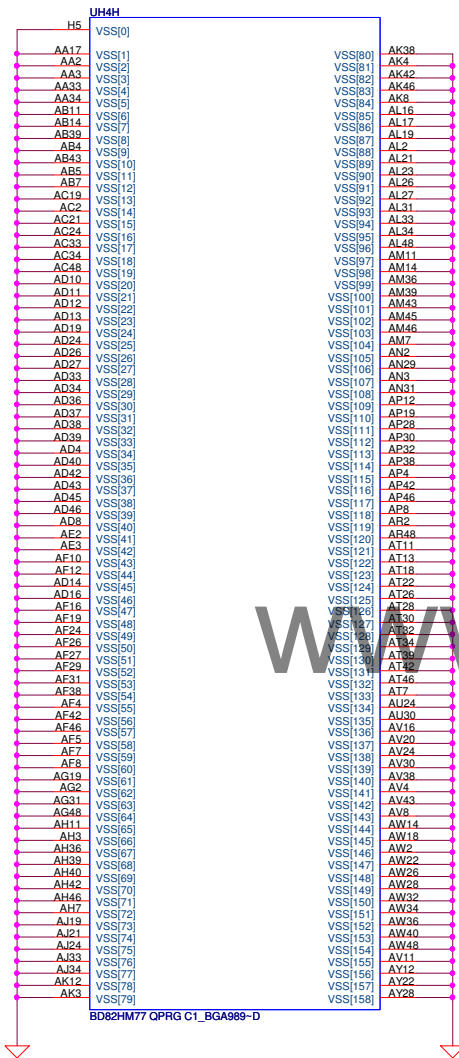 UH4H
H5 VSS[0]
AA17 VSS[1] VSS[80] AK38
AA2 VSS[2] VSS[81] AK4
AA3 VSS[3] VSS[82] AK42
AA33 VSS[4] VSS[83] AK46
AA34 VSS[5] VSS[84] AK8
AB11 VSS[6] VSS[85] AL16
AB14 VSS[7] VSS[86] AL17
AB39 VSS[8] VSS[87] AL19
AB4 VSS[9] VSS[88] AL2
AB43 VSS[10] VSS[89] AL21
AB5 VSS[11] VSS[90] AL23
AB7 VSS[12] VSS[91] AL26
AC19 VSS[13] VSS[92] AL27
AC2 VSS[14] VSS[93] AL31
AC21 VSS[15] VSS[94] AL33
AC24 VSS[16] VSS[95] AL34
AC33 VSS[17] VSS[96] AL48
AC34 VSS[18] VSS[97] AM11
AC48 VSS[19] VSS[98] AM14
AD10 VSS[20] VSS[99] AM36
AD11 VSS[21] VSS[100] AM39
AD12 VSS[22] VSS[101] AM43
AD13 VSS[23] VSS[102] AM45
AD19 VSS[24] VSS[103] AM46
AD24 VSS[25] VSS[104] AM7
AD26 VSS[26] VSS[105] AN2
AD27 VSS[27] VSS[106] AN29
AD33 VSS[28] VSS[107] AN3
AD34 VSS[29] VSS[108] AN31
AD36 VSS[30] VSS[109] AP12
AD37 VSS[31] VSS[110] AP19
AD38 VSS[32] VSS[111] AP28
AD39 VSS[33] VSS[112] AP30
AD4 VSS[34] VSS[113] AP32
AD40 VSS[35] VSS[114] AP38
AD42 VSS[36] VSS[115] AP4
AD43 VSS[37] VSS[116] AP42
AD45 VSS[38] VSS[117] AP46
AD46 VSS[39] VSS[118] AP8
AD8 VSS[40] VSS[119] AR2
AE2 VSS[41] VSS[120] AR48
AE3 VSS[42] VSS[121] AT11
AF10 VSS[43] VSS[122] AT13
AF12 VSS[44] VSS[123] AT18
AD14 VSS[45] VSS[124] AT22
AD16 VSS[46] VSS[125] AT26
AF16 VSS[47] VSS[126] AT28
AF19 VSS[48] VSS[127] AT30
AF24 VSS[49] VSS[128] AT32
AF26 VSS[50] VSS[129] AT34
AF27 VSS[51] VSS[130] AT39
AF29 VSS[52] VSS[131] AT42
AF31 VSS[53] VSS[132] AT46
AF38 VSS[54] VSS[133] AT7
AF4 VSS[55] VSS[134] AU24
AF42 VSS[56] VSS[135] AU30
AF46 VSS[57] VSS[136] AV16
AF5 VSS[58] VSS[137] AV20
AF7 VSS[59] VSS[138] AV24
AF8 VSS[60] VSS[139] AV30
AG19 VSS[61] VSS[140] AV38
AG2 VSS[62] VSS[141] AV4
AG31 VSS[63] VSS[142] AV43
AG48 VSS[64] VSS[143] AV8
AH11 VSS[65] VSS[144] AW14
AH3 VSS[66] VSS[145] AW18
AH36 VSS[67] VSS[146] AW2
AH39 VSS[68] VSS[147] AW22
AH40 VSS[69] VSS[148] AW26
AH42 VSS[70] VSS[149] AW28
AH46 VSS[71] VSS[150] AW32
AH7 VSS[72] VSS[151] AW34
AJ19 VSS[73] VSS[152] AW36
AJ21 VSS[74] VSS[153] AW40
AJ24 VSS[75] VSS[154] AW48
AJ33 VSS[76] VSS[155] AV11
AJ34 VSS[77] VSS[156] AY12
AK12 VSS[78] VSS[157] AY22
AK3 VSS[79] VSS[158] AY28
BD82HM77 QPRG C1_BGA989~D